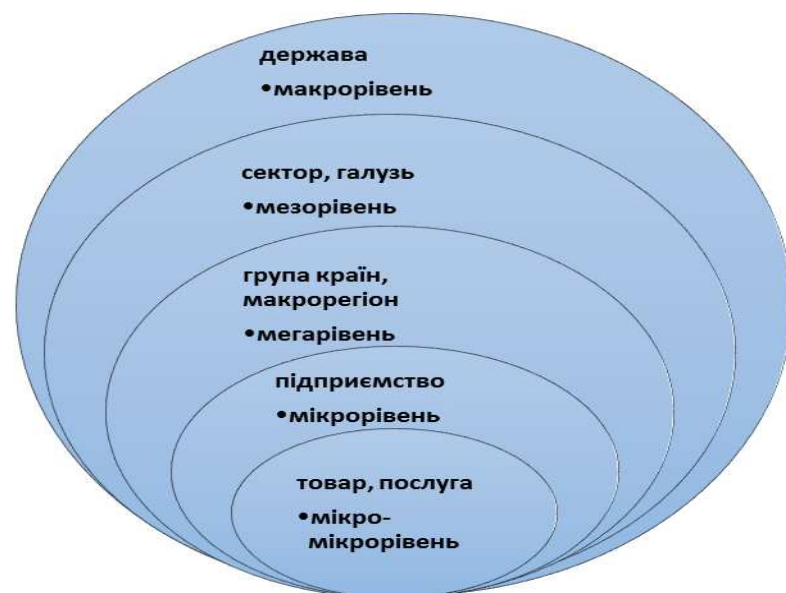 держава
•макрорівень
сектор, галузь
•мезорівень
група країн,
макрорегіон
•мегарівень
підприємство
•мікрорівень
товар, послуга
•мікро-
мікрорівень